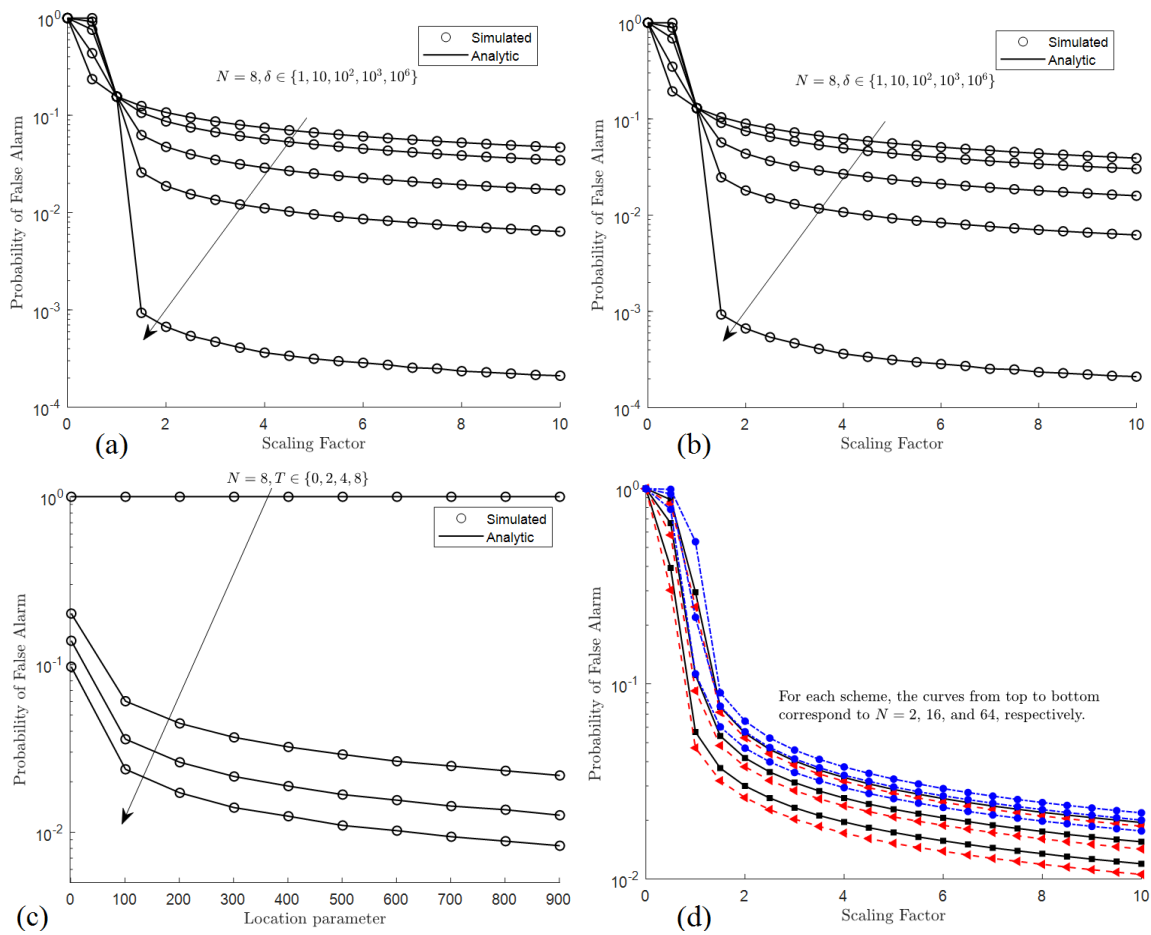 10^0
10^-1
10^-2
10^-3
10^-4
Probability of False Alarm
Simulated
Analytic
N = 8, δ ∈ {1, 10, 10^2, 10^3, 10^6}
0 2 4 6 8 10
(a)
Scaling Factor
10^0
10^-1
10^-2
10^-3
10^-4
Probability of False Alarm
Simulated
Analytic
N = 8, δ ∈ {1, 10, 10^2, 10^3, 10^6}
0 2 4 6 8 10
(b)
Scaling Factor
N = 8, T ∈ {0, 2, 4, 8}
10^0
10^-1
10^-2
Probability of False Alarm
Simulated
Analytic
0 100 200 300 400 500 600 700 800 900
(c)
Location parameter
10^0
10^-1
10^-2
Probability of False Alarm
For each scheme, the curves from top to bottom
correspond to N = 2, 16, and 64, respectively.
0 2 4 6 8 10
(d)
Scaling Factor